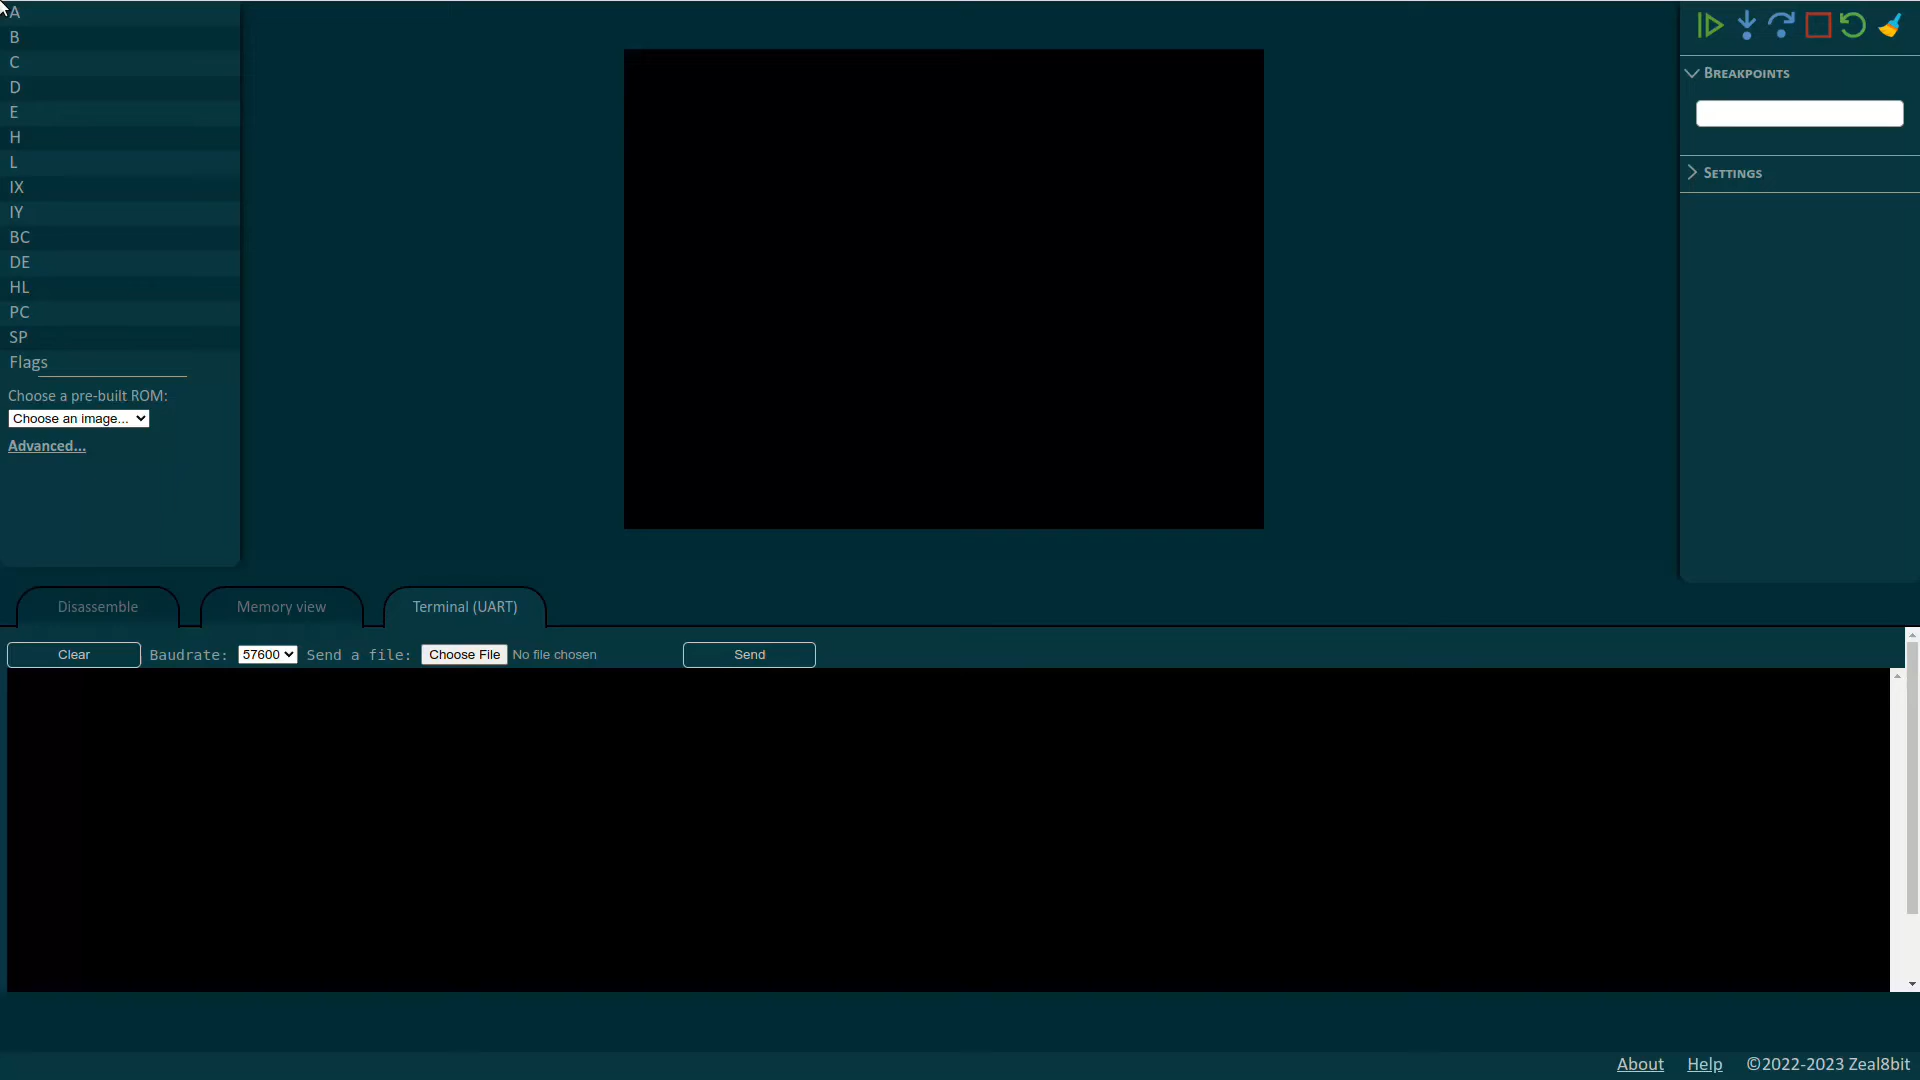 A
B
C
D
E
H
L
IX
IY
BC
DE
HL
PC
SP
Flags
Choose a pre-built ROM:
Choose an image...
Advanced...
Breakpoints
Settings
Disassemble
Memory view
Terminal (UART)
Clear
Baudrate: 57600 Send a file: Choose File No file chosen
Send
About Help ©2022-2023 Zeal8bit